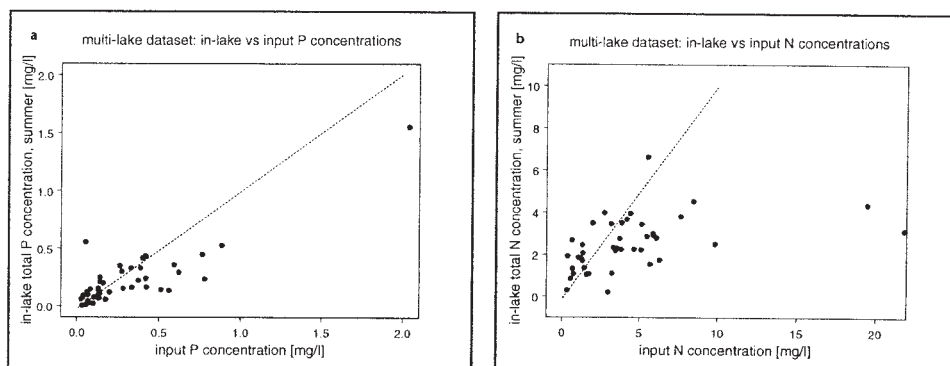 a
multi-lake dataset: in-lake vs input P concentrations
in-lake total P concentration, summer [mg/l]
2.0
1.5
1.0
0.5
0.0
0.0 0.5 1.0 1.5 2.0
input P concentration [mg/l]
b
multi-lake dataset: in-lake vs input N concentrations
in-lake total N concentration, summer [mg/l]
10
8
6
4
2
0
0 5 10 15 20
input N concentration [mg/l]